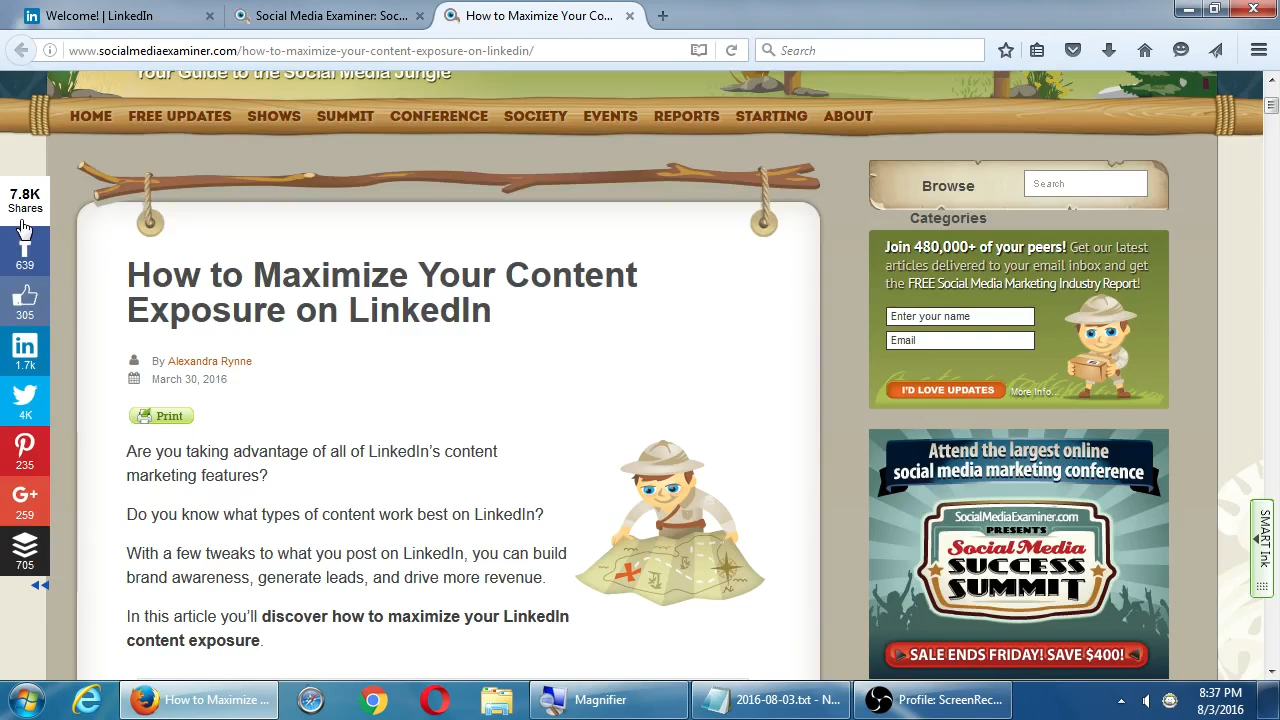 Welcome! | LinkedIn
Social Media Examiner: Soc...
How to Maximize Your Co...
www.socialmediaexaminer.com/how-to-maximize-your-content-exposure-on-linkedin/
Search
Your Guide to the Social Media Jungle
HOME FREE UPDATES SHOWS SUMMIT CONFERENCE SOCIETY EVENTS REPORTS STARTING ABOUT
7.8K
Shares
639
305
1.7k
4K
235
G+
259
705
How to Maximize Your Content
Exposure on LinkedIn
By Alexandra Rynne
March 30, 2016
Print
Are you taking advantage of all of LinkedIn’s content
marketing features?
Do you know what types of content work best on LinkedIn?
With a few tweaks to what you post on LinkedIn, you can build
brand awareness, generate leads, and drive more revenue.
In this article you’ll discover how to maximize your LinkedIn
content exposure.
Browse
Search
Categories
Join 480,000+ of your peers! Get our latest
articles delivered to your email inbox and get
the FREE Social Media Marketing Industry Report!
Enter your name
Email
I'D LOVE UPDATES
More Info...
Attend the largest online
social media marketing conference
SocialMediaExaminer.com
PRESENTS
Social Media
SUCCESS
SUMMIT
SALE ENDS FRIDAY! SAVE $400!
SMART Ink
How to Maximize ...
Magnifier
2016-08-03.txt - N...
Profile: ScreenRec...
8:37 PM
8/3/2016